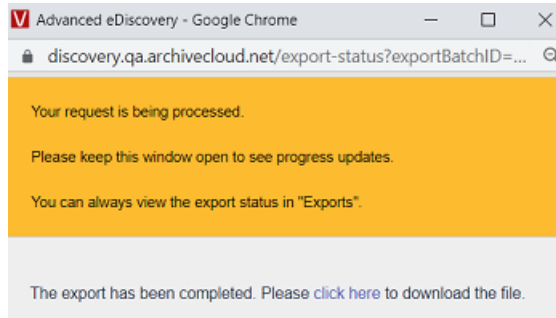 V Advanced eDiscovery - Google Chrome
discovery.qa.archivecloud.net/export-status?exportBatchID=...
Your request is being processed.
Please keep this window open to see progress updates.
You can always view the export status in "Exports".
The export has been completed. Please click here to download the file.